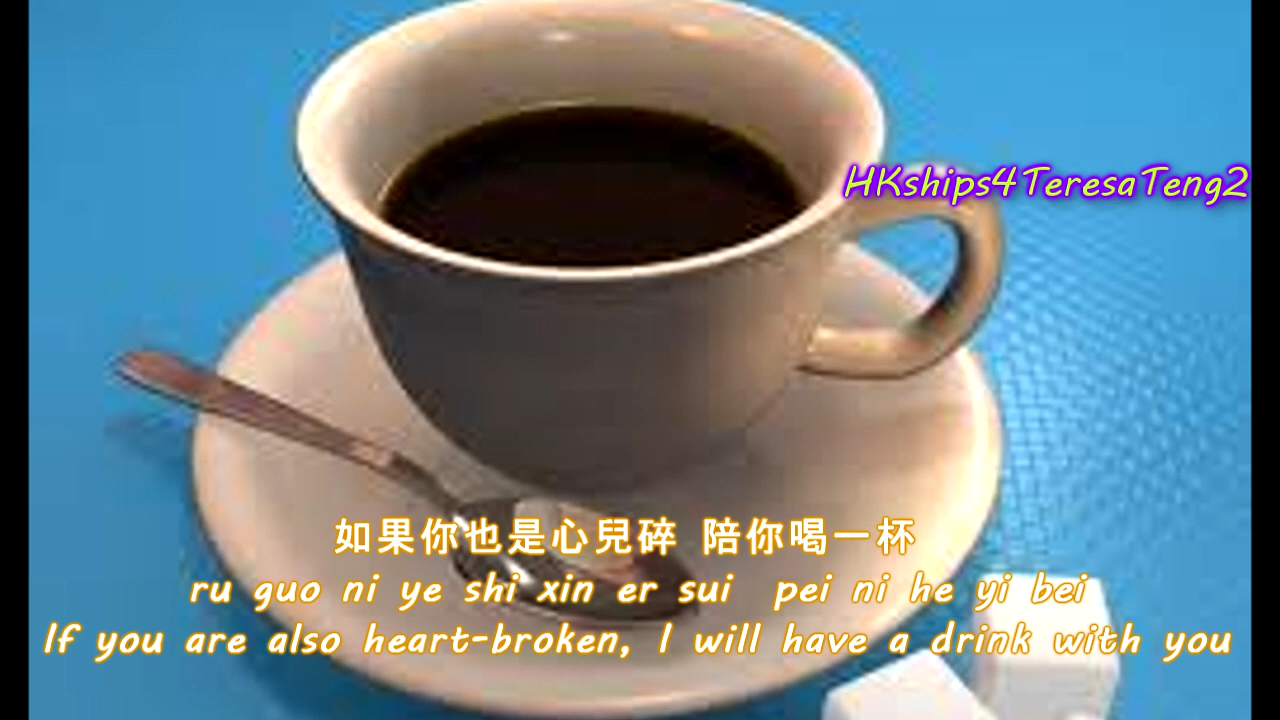 HKships4TeresaTeng2
如果你也是心兒碎 陪你喝一杯
ru guo ni ye shi xin er sui pei ni he yi bei
If you are also heart-broken, I will have a drink with you